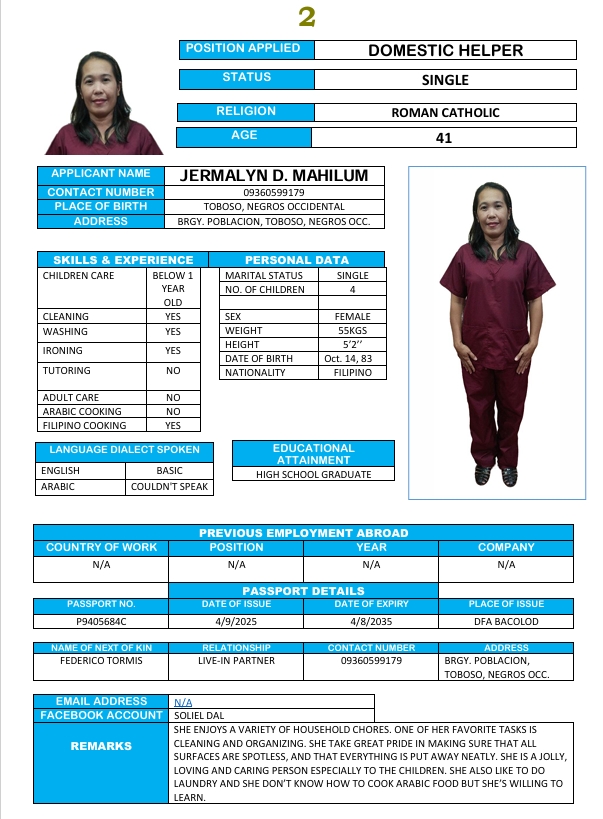 2
POSITION APPLIED DOMESTIC HELPER
STATUS SINGLE
RELIGION ROMAN CATHOLIC
AGE 41
APPLICANT NAME JERMALYN D. MAHILUM
CONTACT NUMBER 09360599179
PLACE OF BIRTH TOBOSO, NEGROS OCCIDENTAL
ADDRESS BRGY. POBLACION, TOBOSO, NEGROS OCC.
SKILLS & EXPERIENCE
CHILDREN CARE BELOW 1
YEAR
OLD
CLEANING YES
WASHING YES
IRONING YES
TUTORING NO
ADULT CARE NO
ARABIC COOKING NO
FILIPINO COOKING YES
PERSONAL DATA
MARITAL STATUS SINGLE
NO. OF CHILDREN 4
SEX FEMALE
WEIGHT 55KGS
HEIGHT 5'2''
DATE OF BIRTH Oct. 14, 83
NATIONALITY FILIPINO
LANGUAGE DIALECT SPOKEN
ENGLISH BASIC
ARABIC COULDN'T SPEAK
EDUCATIONAL
ATTAINMENT
HIGH SCHOOL GRADUATE
PREVIOUS EMPLOYMENT ABROAD
COUNTRY OF WORK POSITION YEAR COMPANY
N/A N/A N/A N/A
PASSPORT DETAILS
PASSPORT NO. DATE OF ISSUE DATE OF EXPIRY PLACE OF ISSUE
P9405684C 4/9/2025 4/8/2035 DFA BACOLOD
NAME OF NEXT OF KIN RELATIONSHIP CONTACT NUMBER ADDRESS
FEDERICO TORMIS LIVE-IN PARTNER 09360599179 BRGY. POBLACION,
TOBOSO, NEGROS OCC.
EMAIL ADDRESS N/A
FACEBOOK ACCOUNT SOLIEL DAL
REMARKS
SHE ENJOYS A VARIETY OF HOUSEHOLD CHORES. ONE OF HER FAVORITE TASKS IS
CLEANING AND ORGANIZING. SHE TAKE GREAT PRIDE IN MAKING SURE THAT ALL
SURFACES ARE SPOTLESS, AND THAT EVERYTHING IS PUT AWAY NEATLY. SHE IS A JOLLY,
LOVING AND CARING PERSON ESPECIALLY TO THE CHILDREN. SHE ALSO LIKE TO DO
LAUNDRY AND SHE DON'T KNOW HOW TO COOK ARABIC FOOD BUT SHE'S WILLING TO
LEARN.